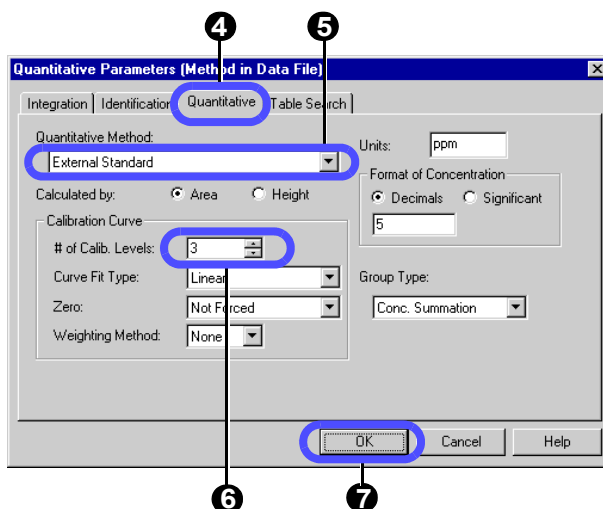 4 5
Quantitative Parameters (Method in Data File)
Integration Identification Quantitative Table Search
Quantitative Method:
External Standard
Units: ppm
Format of Concentration
Calculated by: Area Height
Decimals Significant
5
Calibration Curve
# of Calib. Levels: 3
Curve Fit Type: Linear
Group Type:
Zero: Not Forced
Conc. Summation
Weighting Method: None
OK Cancel Help
6 7